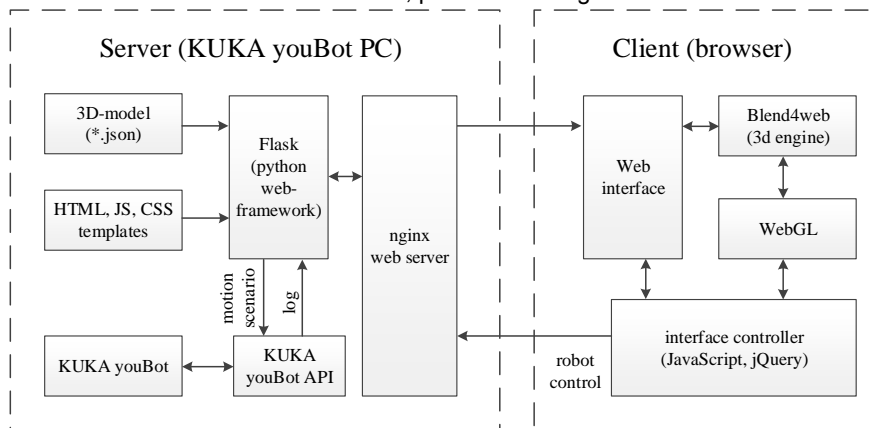 Server (KUKA youBot PC)
3D-model
(*.json)
HTML, JS, CSS
templates
Flask
(python
web-
framework)
motion
scenario
log
KUKA youBot
KUKA
youBot API
nginx
web server
Client (browser)
Web
interface
Blend4web
(3d engine)
WebGL
interface controller
(JavaScript, jQuery)
robot
control